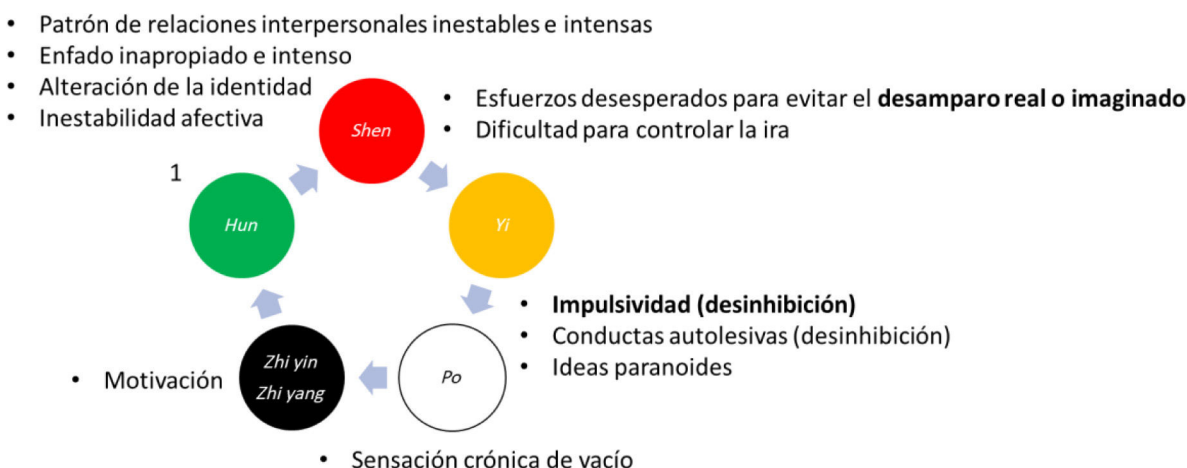 • Patrón de relaciones interpersonales inestables e intensas
• Enfado inapropiado e intenso
• Alteración de la identidad
• Inestabilidad afectiva
Shen
• Esfuerzos desesperados para evitar el desamparo real o imaginado
• Dificultad para controlar la ira
1
Hun
Yi
• Impulsividad (desinhibición)
• Conductas autolesivas (desinhibición)
• Ideas paranoides
• Motivación
Zhi yin
Zhi yang
Po
• Sensación crónica de vacío